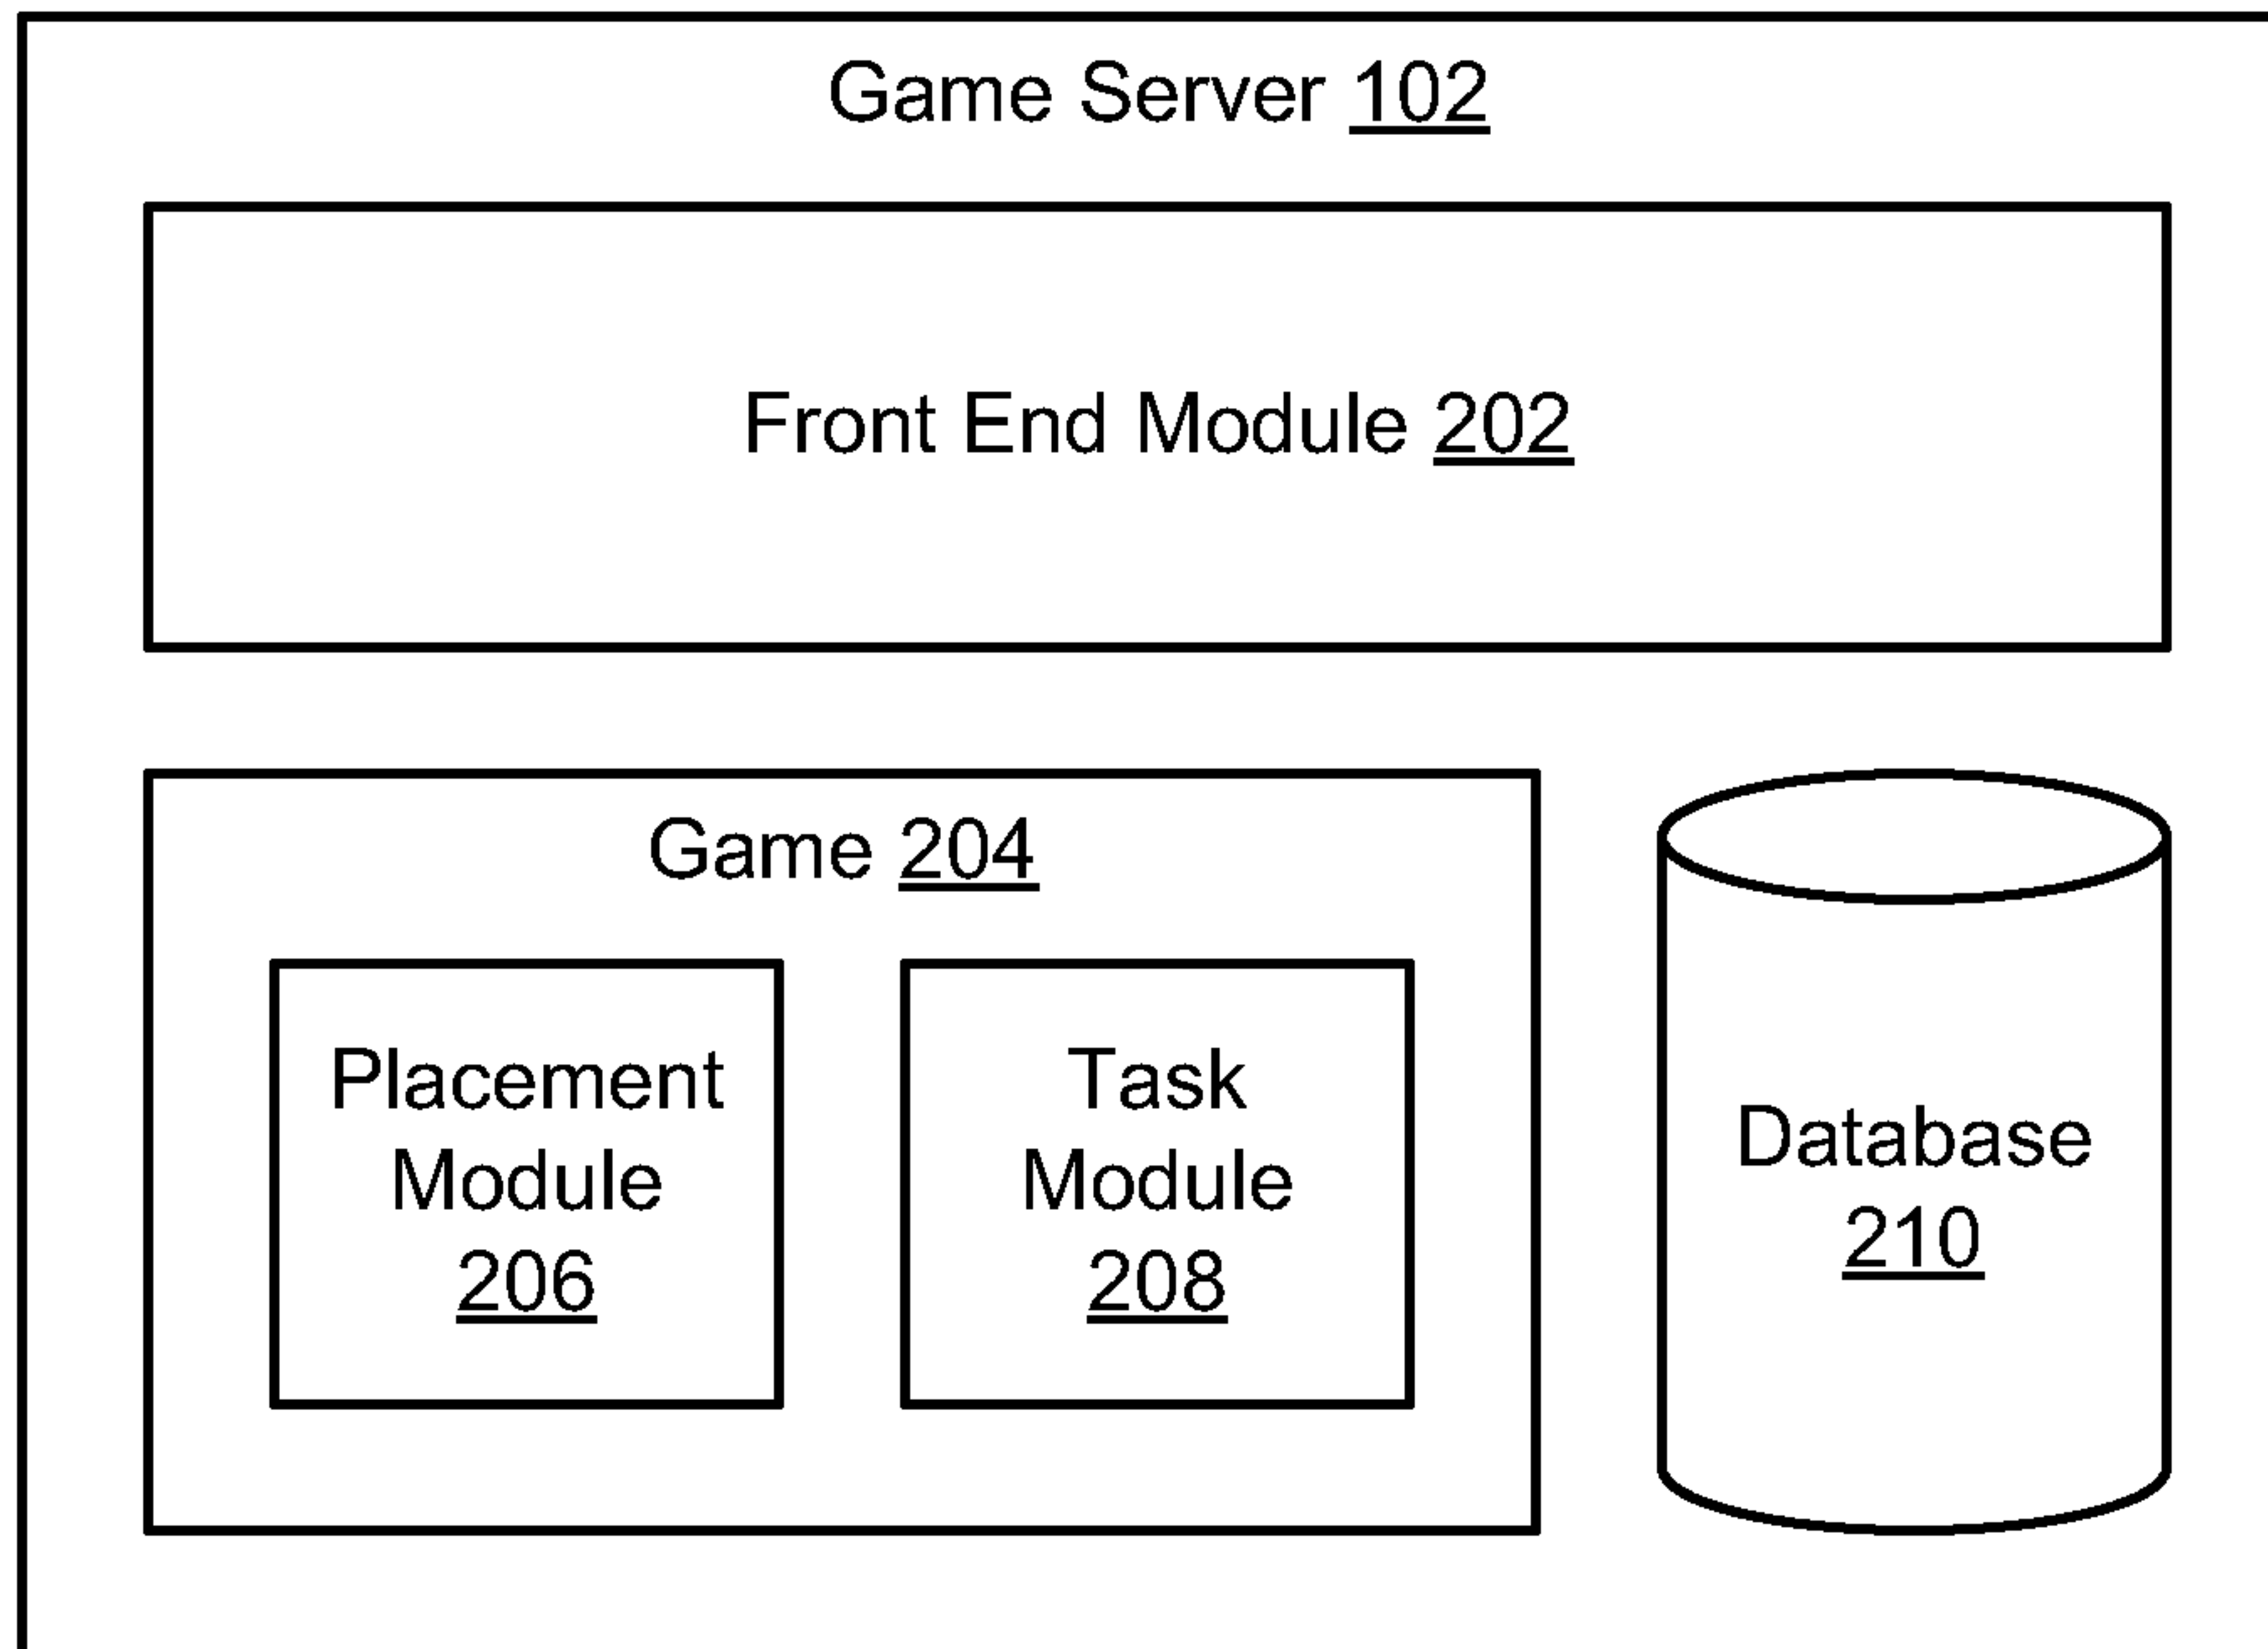 Game Server 102
Front End Module 202
Game 204
Placement
Module
206
Task
Module
208
Database
210